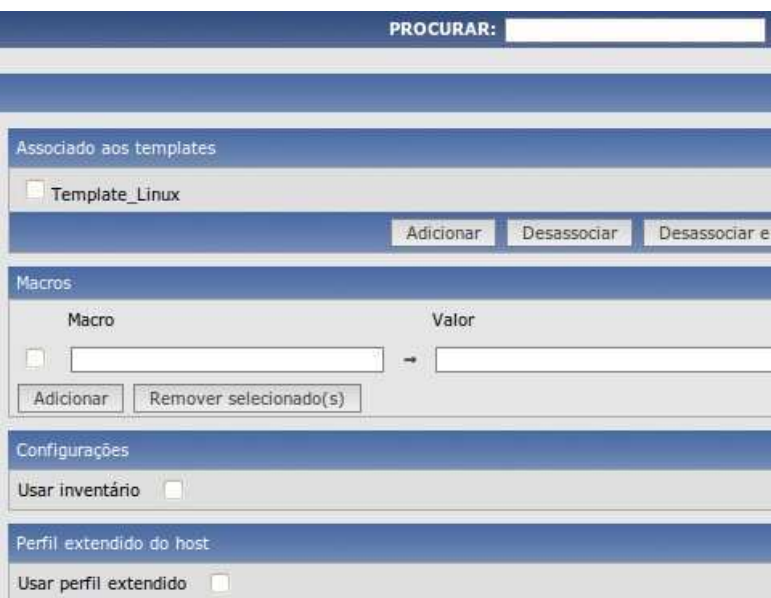 PROCURAR:
Associado aos templates
Template_Linux
Adicionar Desassociar Desassociar e
Macros
Macro Valor
Adicionar Remover selecionado(s)
Configurações
Usar inventário
Perfil extendido do host
Usar perfil extendido